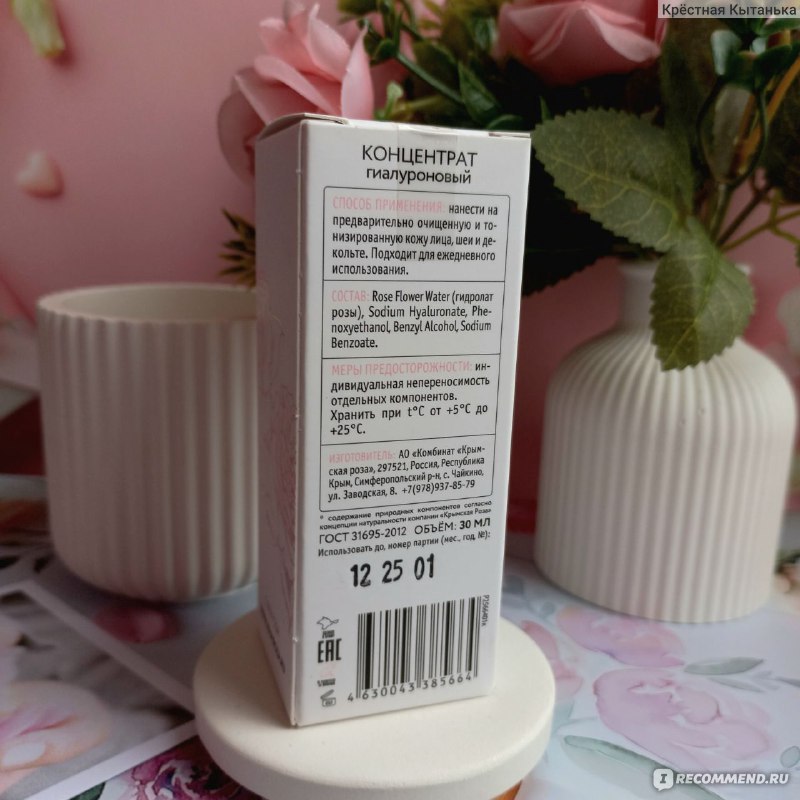 Крёстная Кытанька
КОНЦЕНТРАТ
гиалуроновый
СПОСОБ ПРИМЕНЕНИЯ: нанести на
предварительно очищенную и то-
низированную кожу лица, шеи и де-
кольте. Подходит для ежедневного
использования.
СОСТАВ: Rose Flower Water (гидролат
розы), Sodium Hyaluronate, Phe-
noxyethanol, Benzyl Alcohol, Sodium
Benzoate.
МЕРЫ ПРЕДОСТОРОЖНОСТИ: ин-
дивидуальная непереносимость
отдельных компонентов.
Хранить при t°C от +5°C до
+25°C.
ИЗГОТОВИТЕЛЬ: АО «Комбинат «Крым-
ская роза», 297521, Россия, Республика
Крым, Симферопольский р-н, с. Чайкино,
ул. Заводская, 8. +7(978)937-85-79
* содержание природных компонентов согласно
концепции натуральности компании «Крымская Роза»
ГОСТ 31695-2012 ОБЪЁМ: 30 МЛ
Использовать до, номер партии (мес., год, №):
12 25 01
EAC
4 630043 385664
I RECOMMEND.RU